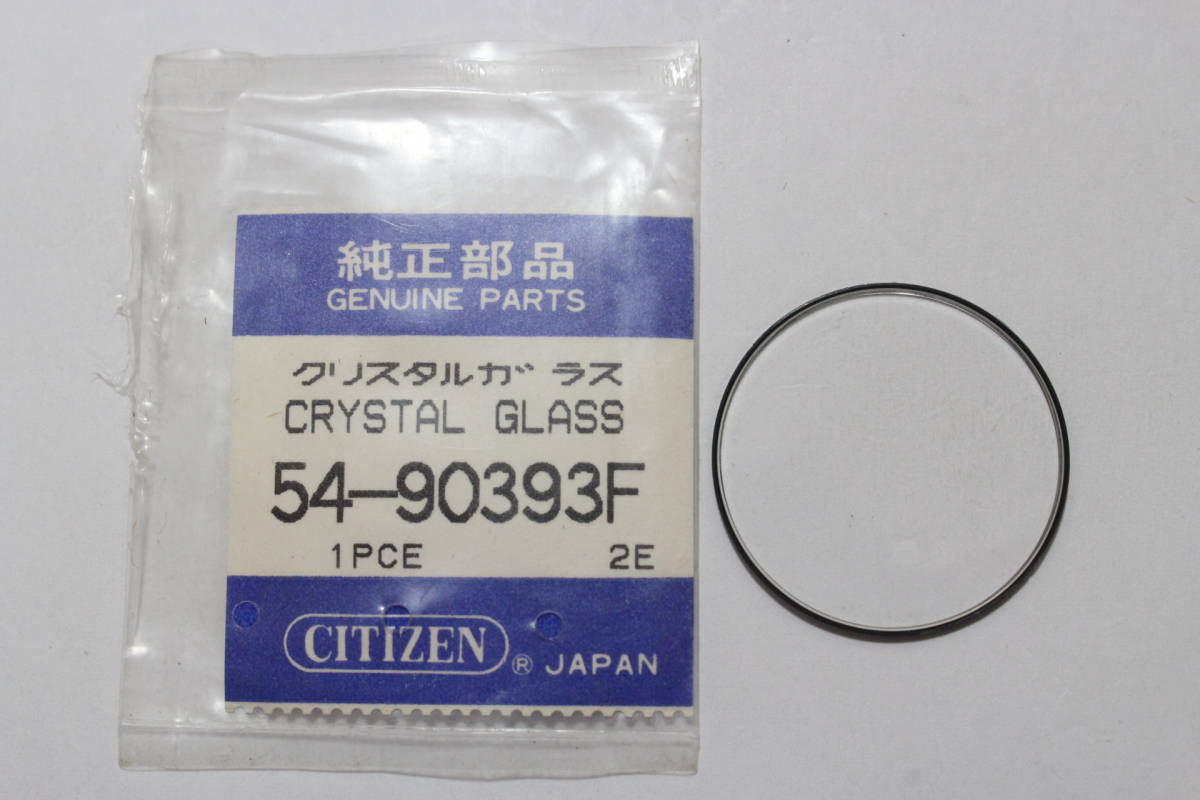 純正部品
GENUINE PARTS
クリスタルガラス
CRYSTAL GLASS
54-90393F
1PCE 2E
CITIZEN ® JAPAN